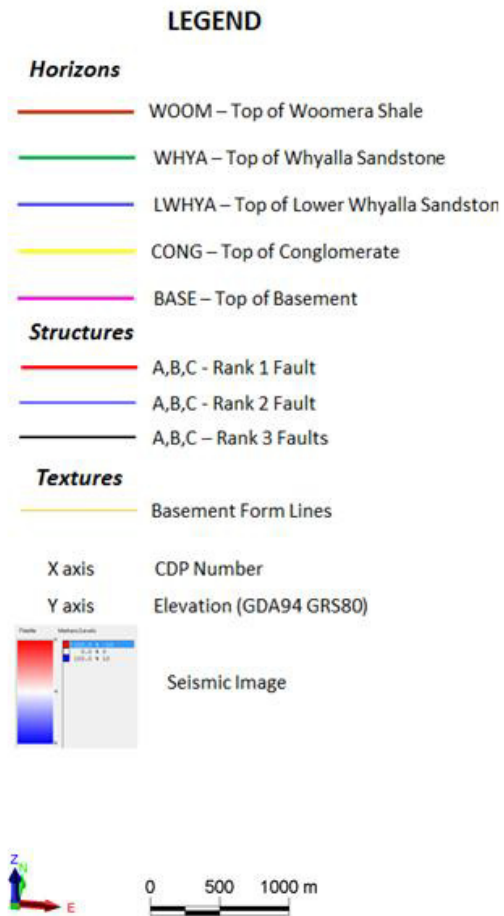 LEGEND
Horizons
WOOM – Top of Woomera Shale
WHYA – Top of Whyalla Sandstone
LWHYA – Top of Lower Whyalla Sandston
CONG – Top of Conglomerate
BASE – Top of Basement
Structures
A,B,C - Rank 1 Fault
A,B,C - Rank 2 Fault
A,B,C – Rank 3 Faults
Textures
Basement Form Lines
X axis CDP Number
Y axis Elevation (GDA94 GRS80)
Seismic Image
Z
N
E
0 500 1000 m